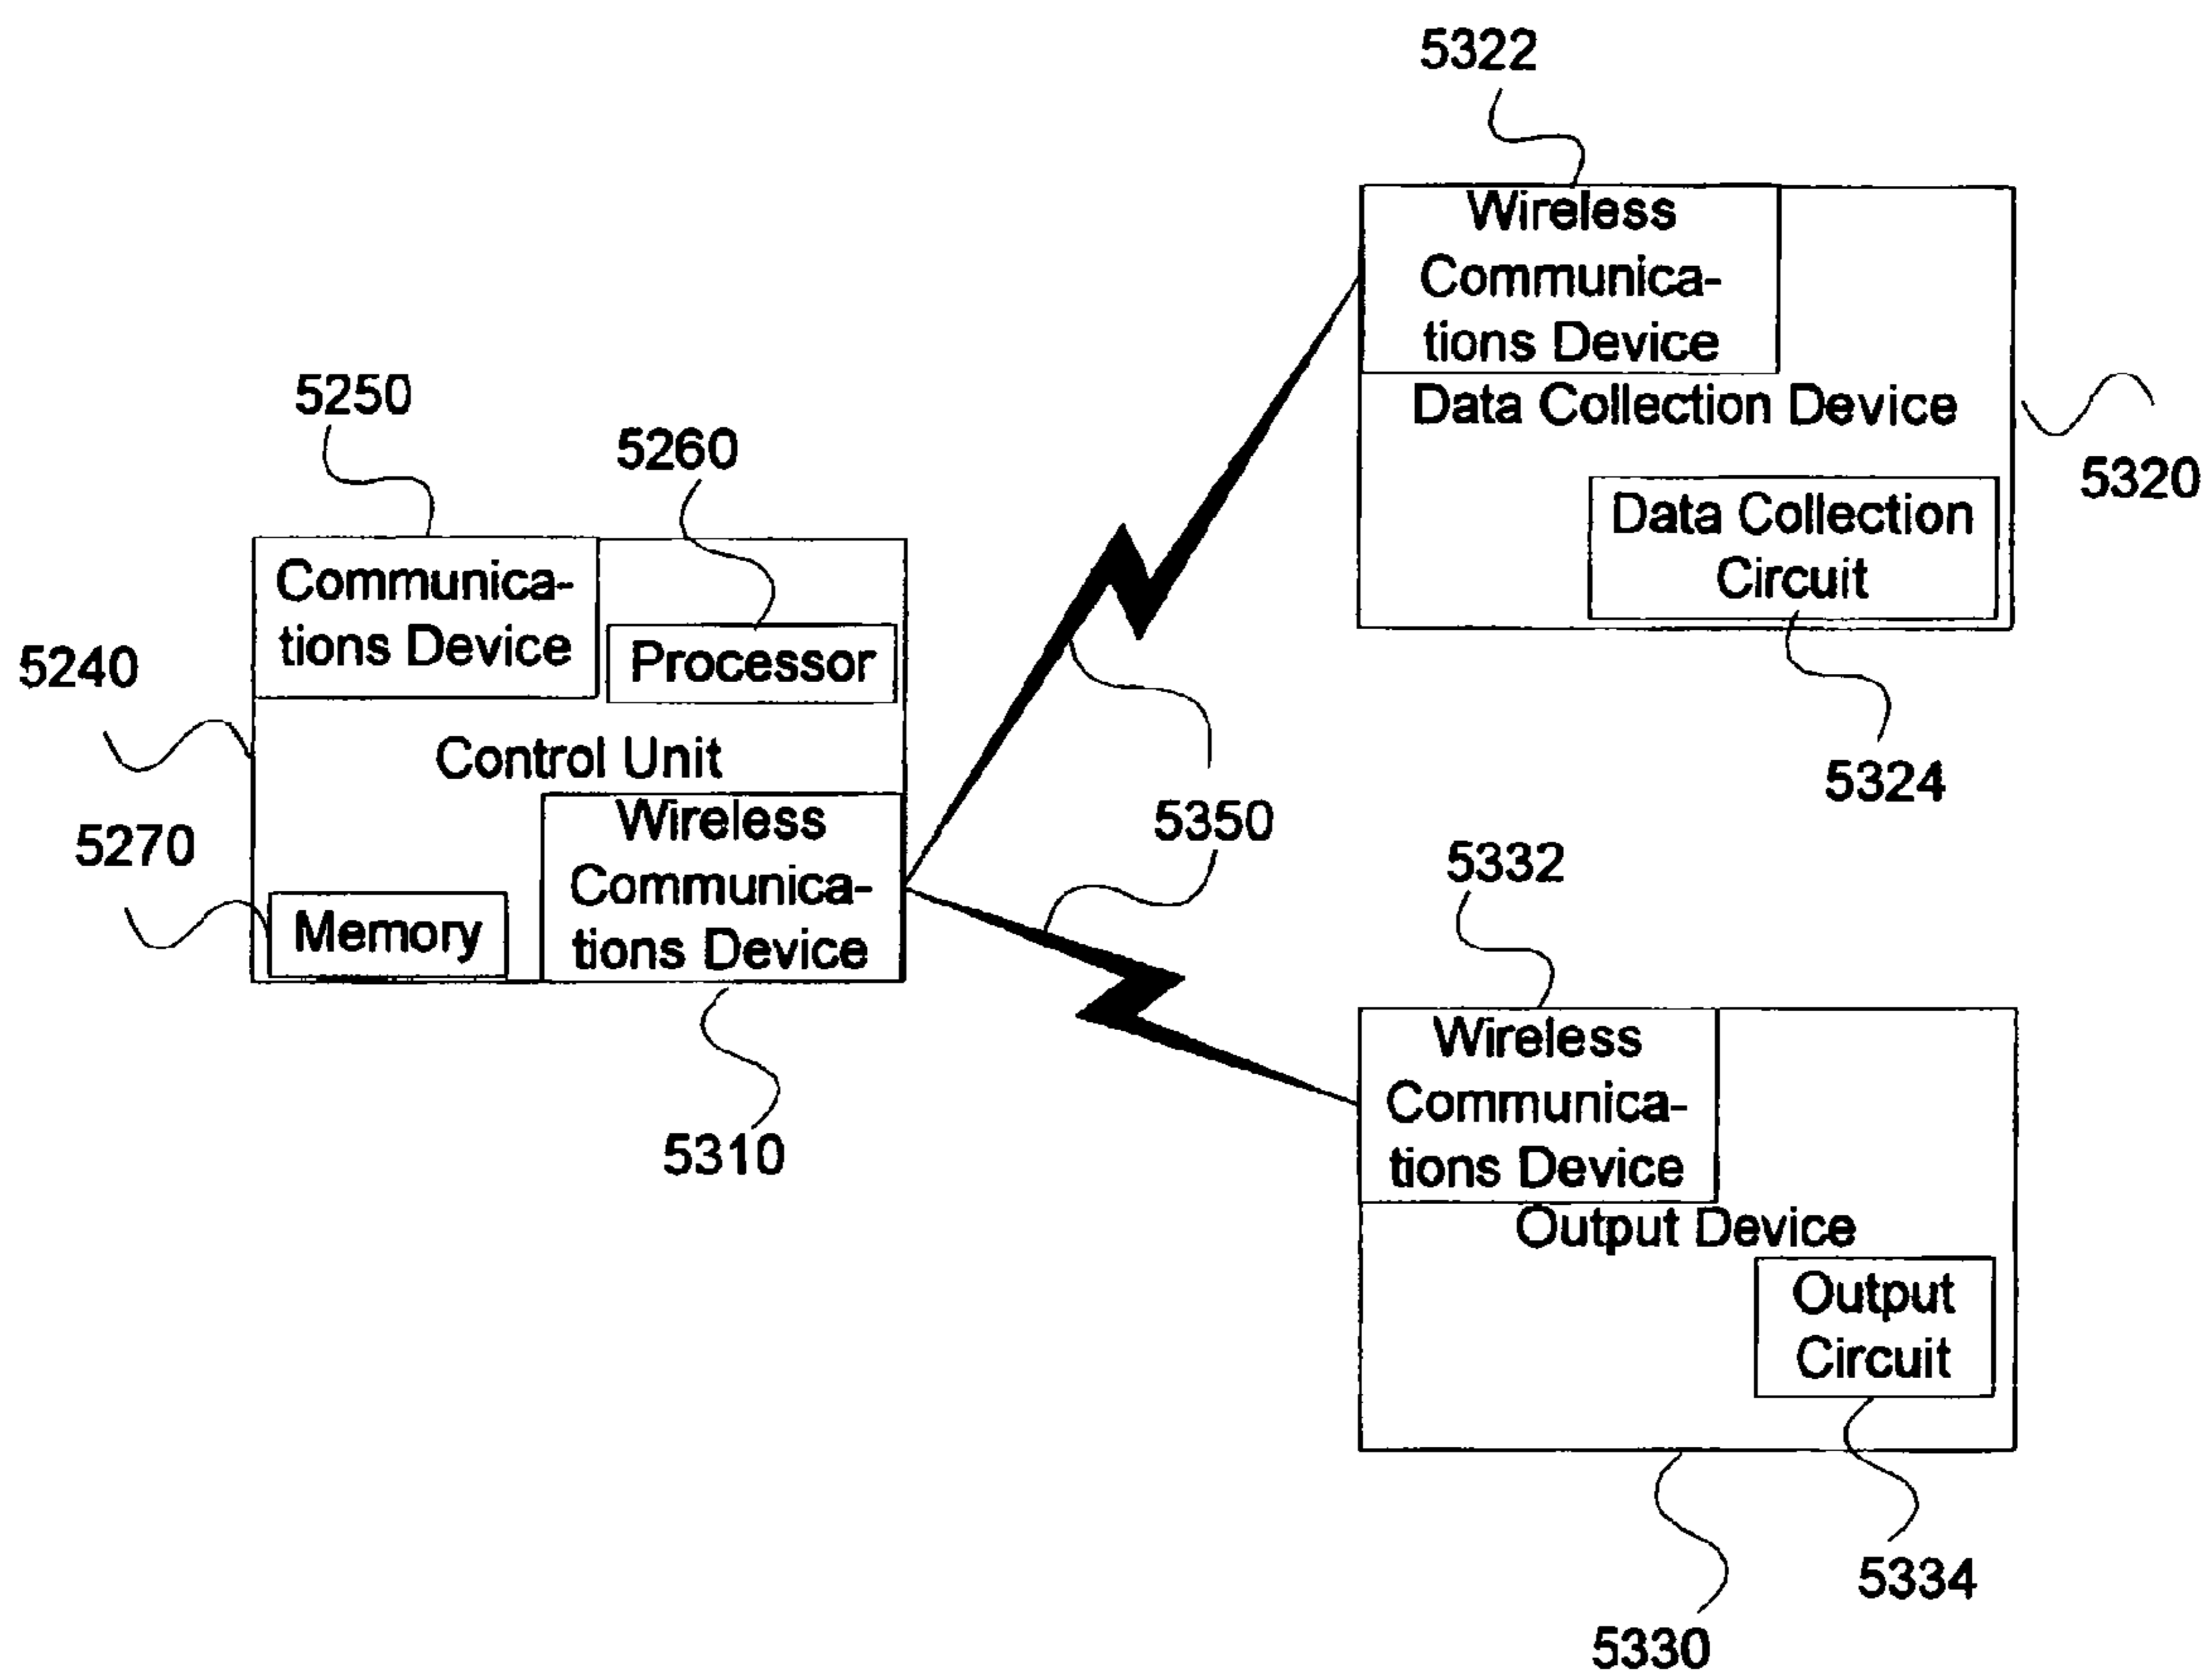 5322
Wireless
Communica-
tions Device
Data Collection Device
5320
Data Collection
Circuit
5324
5250
5260
Communica-
tions Device
Processor
5240
Control Unit
5270
Wireless
Communica-
tions Device
Memory
5310
5350
5332
Wireless
Communica-
tions Device
Output Device
Output
Circuit
5334
5330